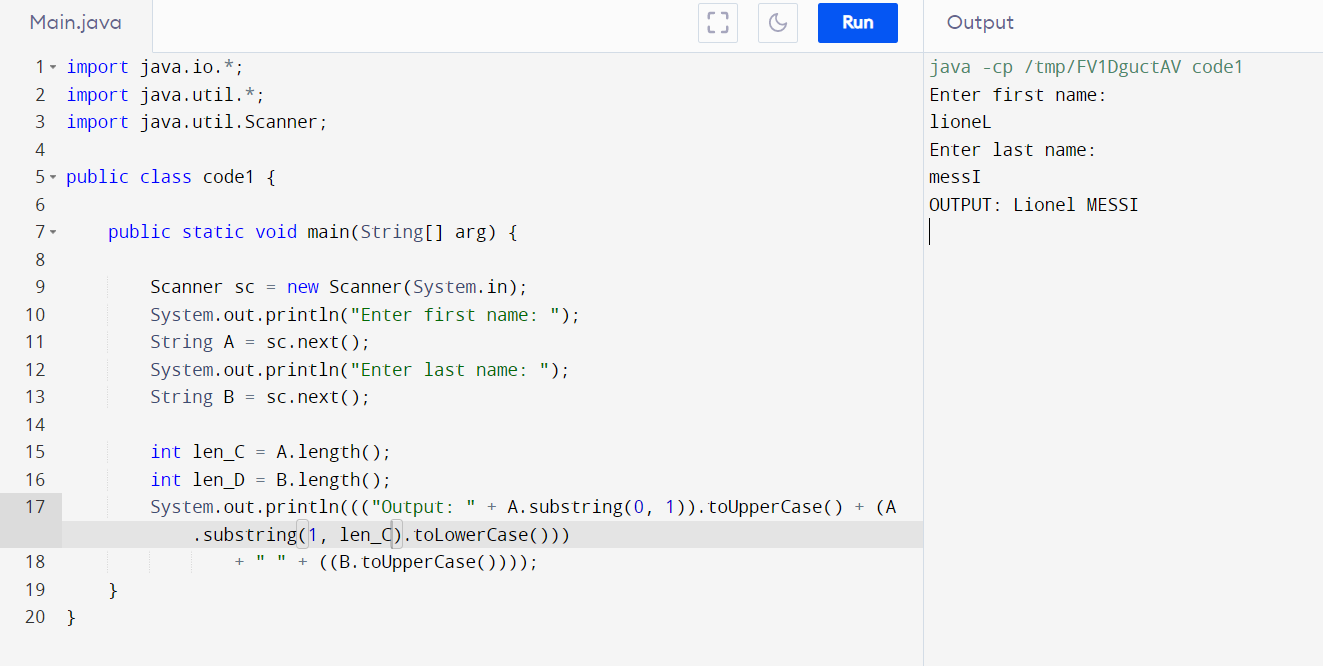 Main.java
Run
Output
1 import java.io.*;
2 import java.util.*;
3 import java.util.Scanner;
4
5 public class code1 {
6
7 public static void main(String[] arg) {
8
9 Scanner sc = new Scanner(System.in);
10 System.out.println("Enter first name: ");
11 String A = sc.next();
12 System.out.println("Enter last name: ");
13 String B = sc.next();
14
15 int len_C = A.length();
16 int len_D = B.length();
17 System.out.println((("Output: " + A.substring(0, 1)).toUpperCase() + (A
.substring(1, len_C).toLowerCase()))
18 + " " + ((B.toUpperCase())));
19 }
20 }
java -cp /tmp/FV1DguctAV code1
Enter first name:
lioneL
Enter last name:
messI
OUTPUT: Lionel MESSI